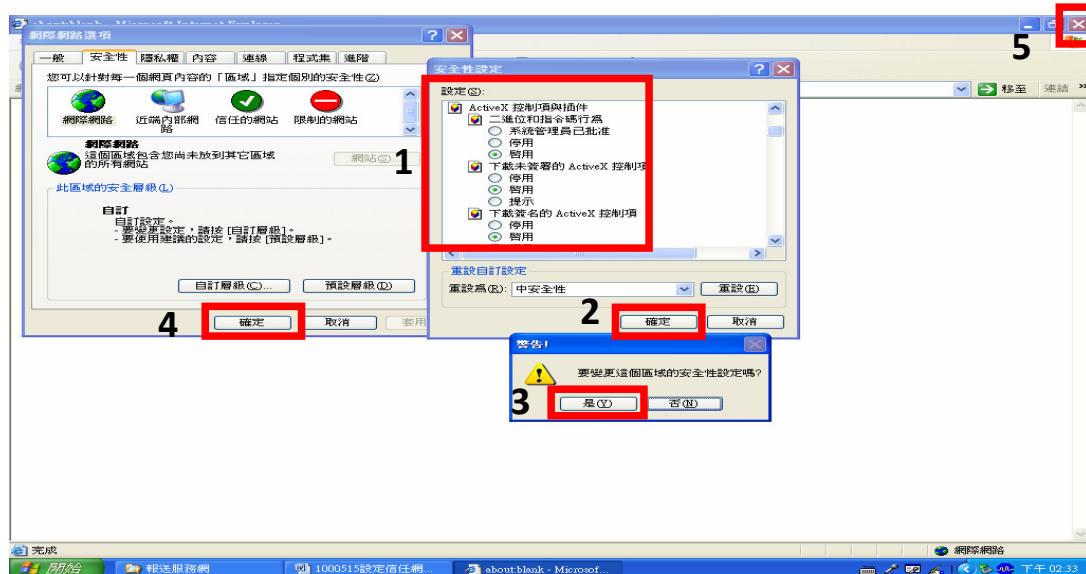 about:blank - Microsoft Internet Explorer
5
網際網路選項
一般 安全性 隱私權 內容 連線 程式集 進階
您可以針對每一個網頁內容的「區域」指定個別的安全性(Z)
網際網路 近端內部網路 信任的網站 限制的網站
網際網路
這個區域包含您尚未放到其它區域
的所有網站
網站(S)...
1
此區域的安全層級(L)
自訂
自訂設定。
- 要變更設定，請按 [自訂層級]。
- 要使用建議的設定，請按 [預設層級]。
自訂層級(C)... 預設層級(D)
4
確定 取消 套用
安全性設定
設定(S):
ActiveX 控制項與插件
二進位和指令碼行為
系統管理員已批准
停用
啓用
下載未簽署的 ActiveX 控制項
停用
啓用
提示
下載簽名的 ActiveX 控制項
停用
啓用
重設自訂設定
重設為(R): 中安全性 重設(E)
2
確定 取消
警告!
要變更這個區域的安全性設定嗎?
3
是(Y) 否(N)
移至 連結 »
完成 網際網路
開始 報送服務網 1000515設定信任網... about:blank - Microsof... 下午 02:33